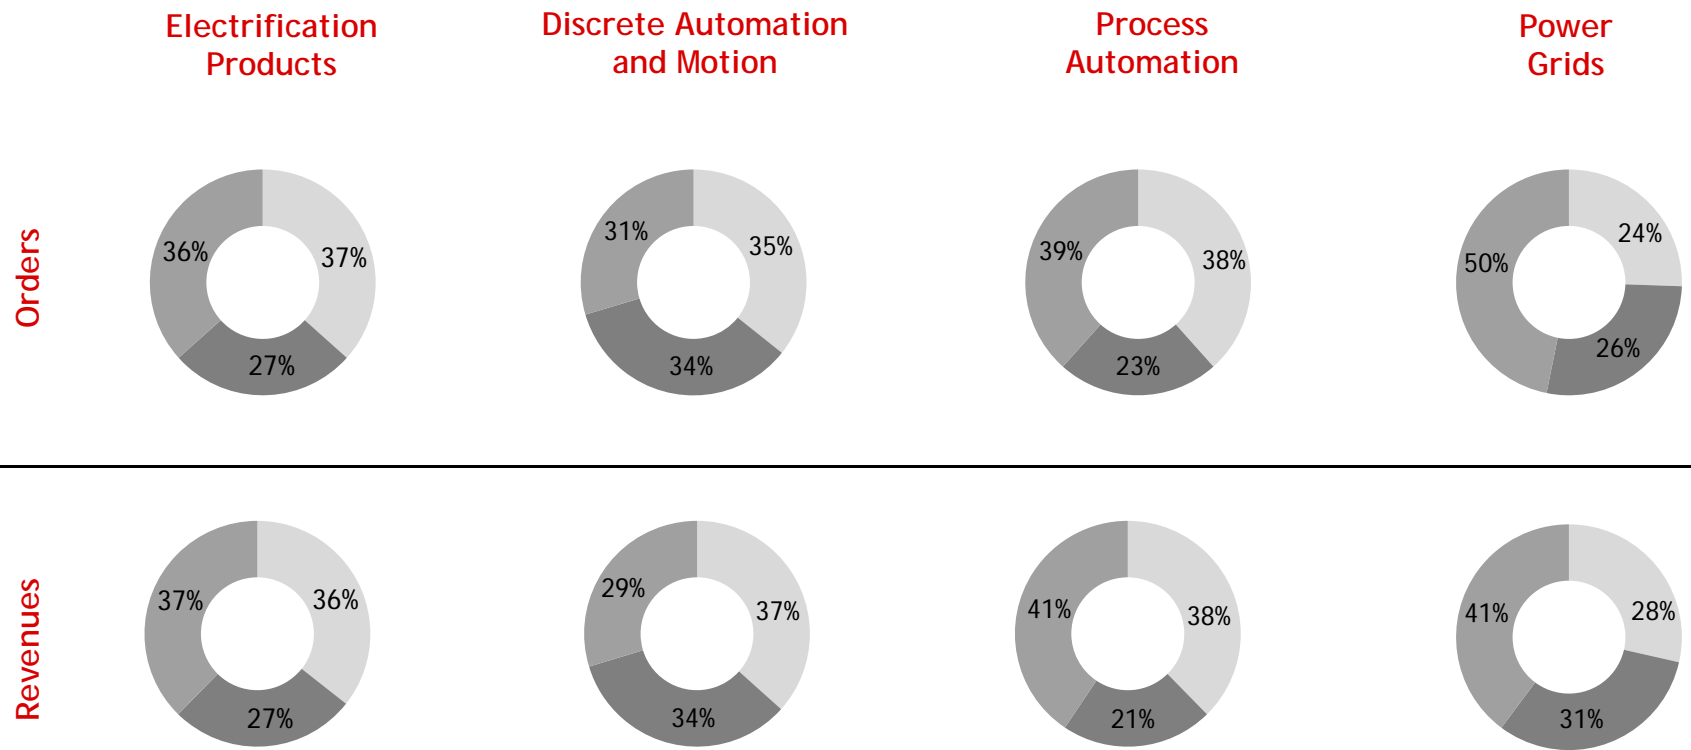 Electrification
Products
Discrete Automation
and Motion
Process
Automation
Power
Grids
Orders
36%
37%
27%
31%
35%
34%
39%
38%
23%
50%
24%
26%
Revenues
37%
36%
27%
29%
37%
34%
41%
38%
21%
41%
28%
31%